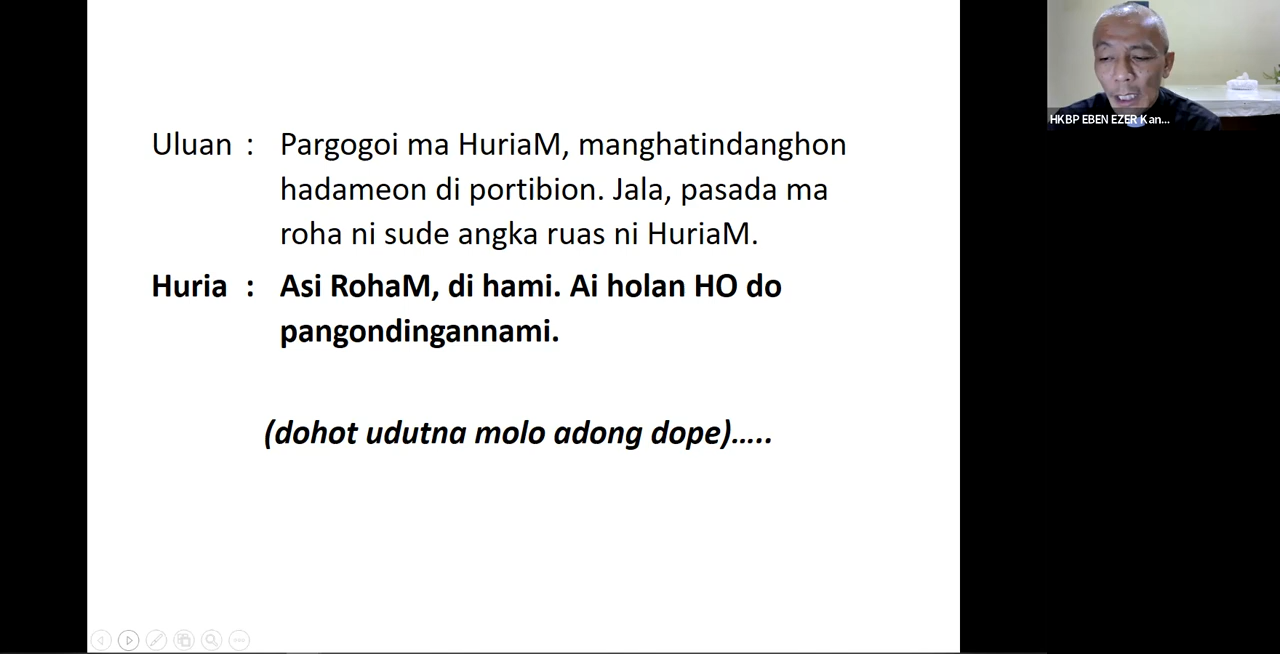 HKBP EBEN EZER Kan...
Uluan : Pargogoi ma HuriaM, manghatindanghon
hadameon di portibion. Jala, pasada ma
roha ni sude angka ruas ni HuriaM.
Huria : Asi RohaM, di hami. Ai holan HO do
pangondingannami.
(dohot udutna molo adong dope).....